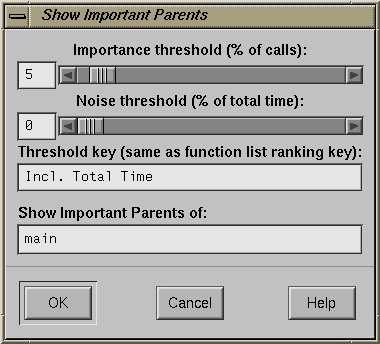 Show Important Parents
Importance threshold (% of calls):
5
Noise threshold (% of total time):
0
Threshold key (same as function list ranking key):
Incl. Total Time
Show Important Parents of:
main
OK Cancel Help